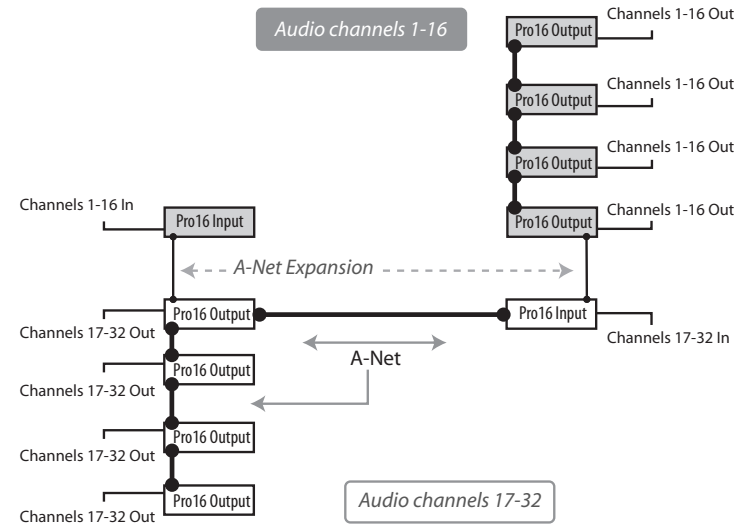 Audio channels 1-16
Pro16 Output
Channels 1-16 Out
Pro16 Output
Channels 1-16 Out
Pro16 Output
Channels 1-16 Out
Pro16 Output
Channels 1-16 Out
Channels 1-16 In
Pro16 Input
A-Net Expansion
Pro16 Output
Channels 17-32 Out
Pro16 Input
Channels 17-32 In
A-Net
Pro16 Output
Channels 17-32 Out
Pro16 Output
Channels 17-32 Out
Pro16 Output
Channels 17-32 Out
Audio channels 17-32